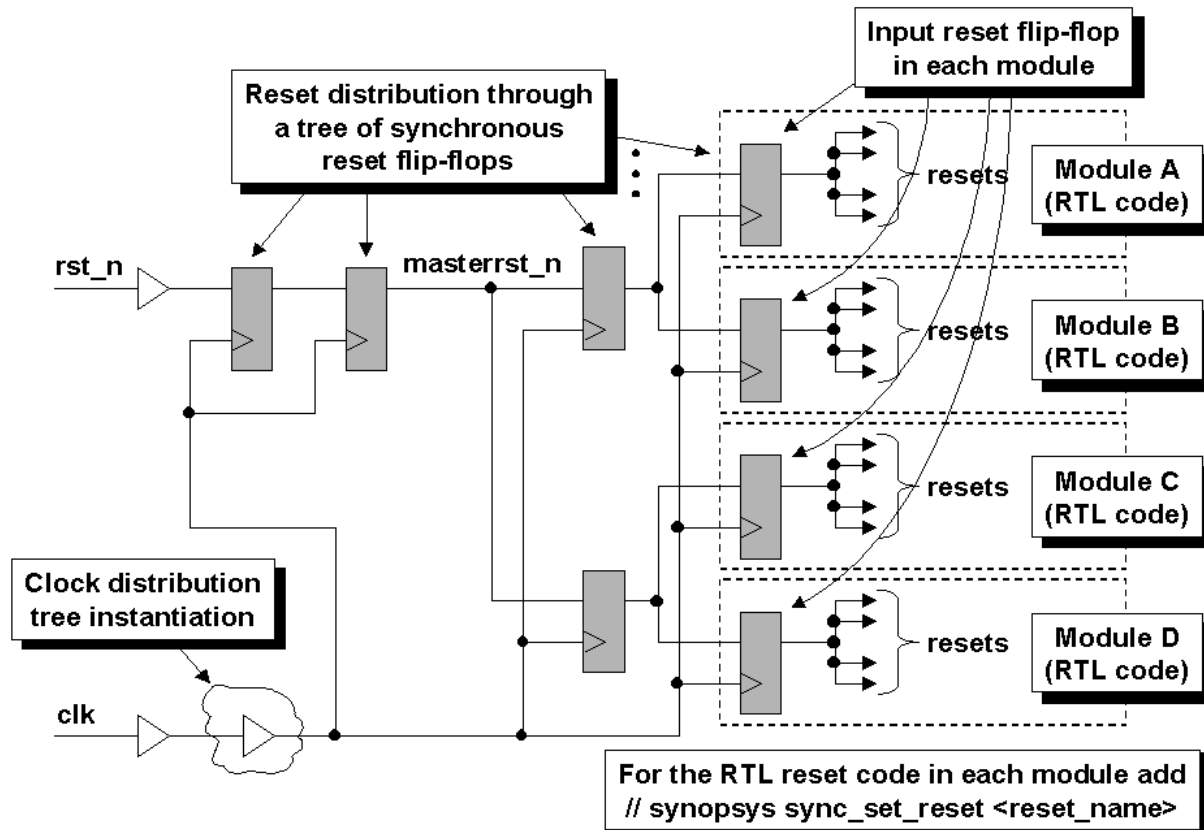 Input reset flip-flop
in each module
Reset distribution through
a tree of synchronous
reset flip-flops
resets
Module A
(RTL code)
rst_n
masterrst_n
resets
Module B
(RTL code)
resets
Module C
(RTL code)
Clock distribution
tree instantiation
resets
Module D
(RTL code)
clk
For the RTL reset code in each module add
// synopsys sync_set_reset <reset_name>